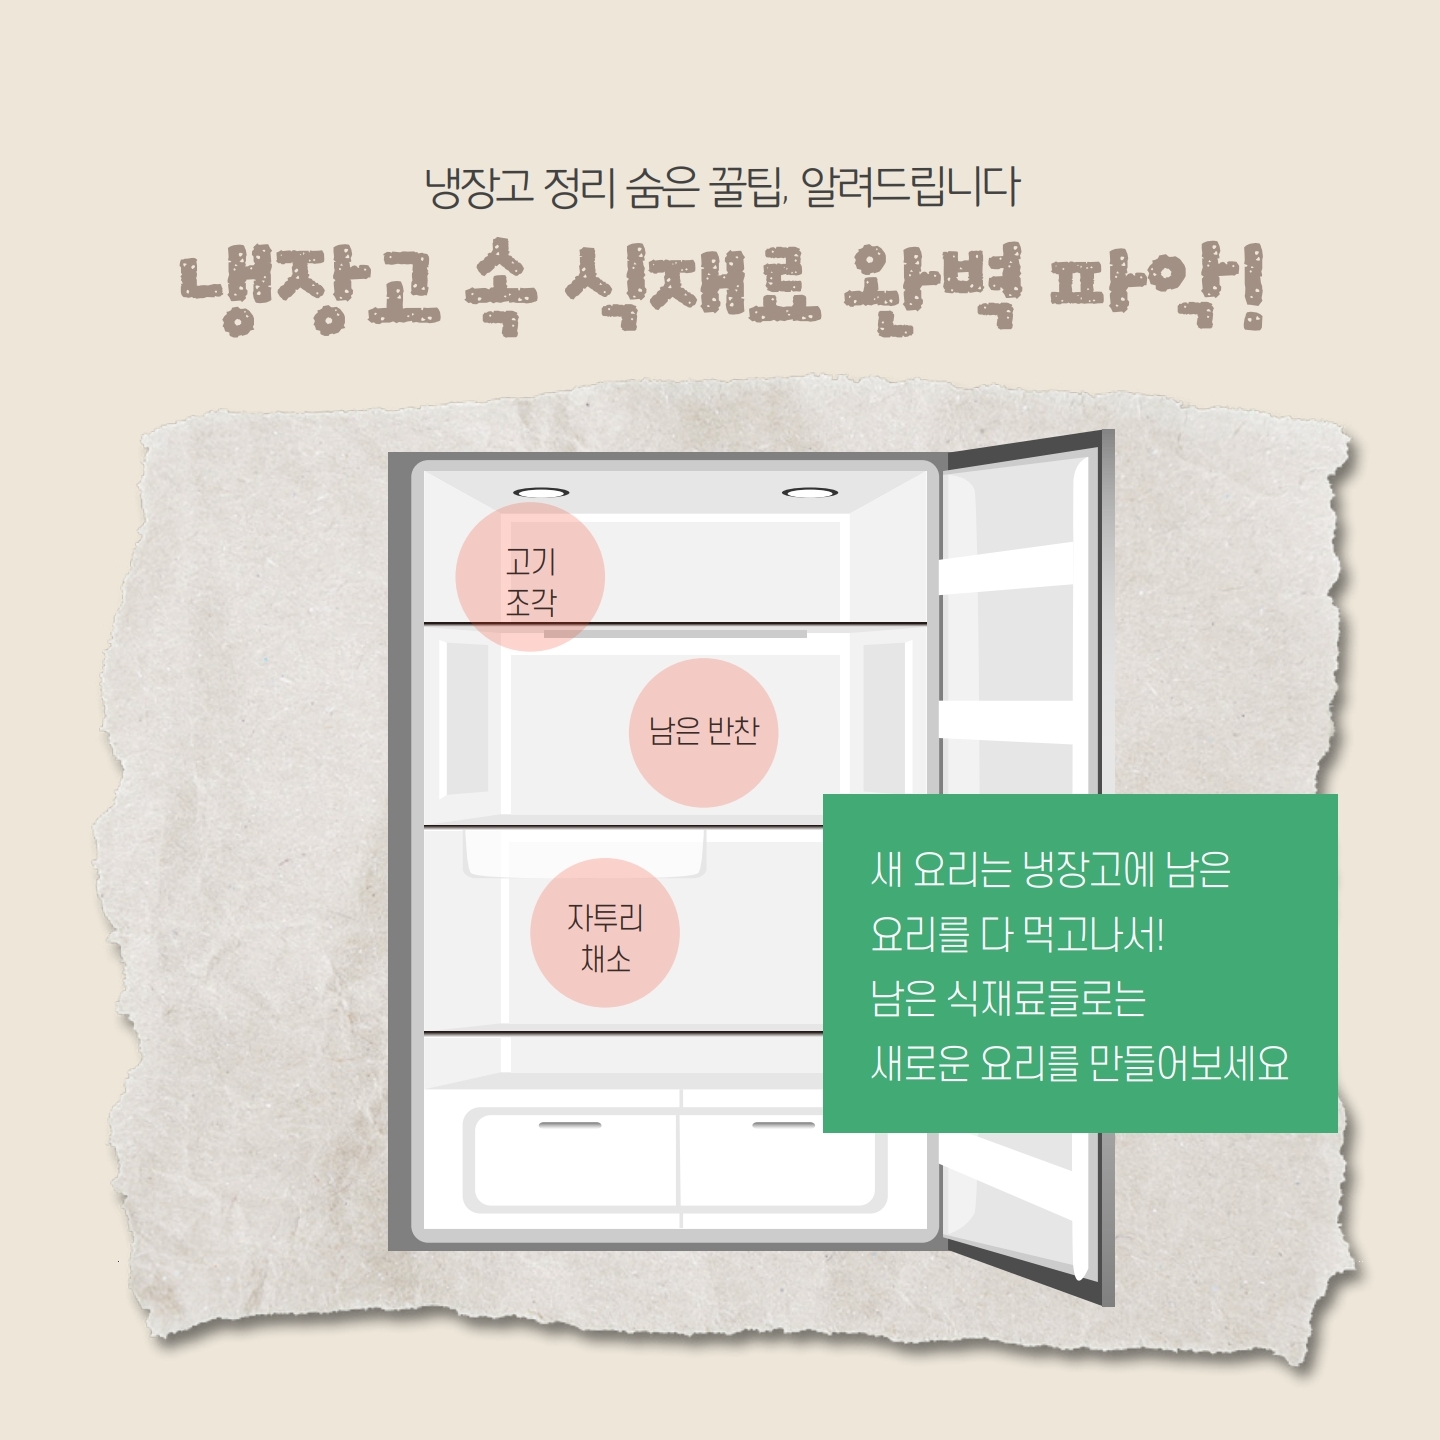 냉장고 정리 숨은 꿀팁, 알려드립니다
냉장고 속 식재로 완벽 파악!
고기
조각
남은 반찬
자투리
채소
새 요리는 냉장고에 남은
요리를 다 먹고나서!
남은 식재료들로는
새로운 요리를 만들어보세요